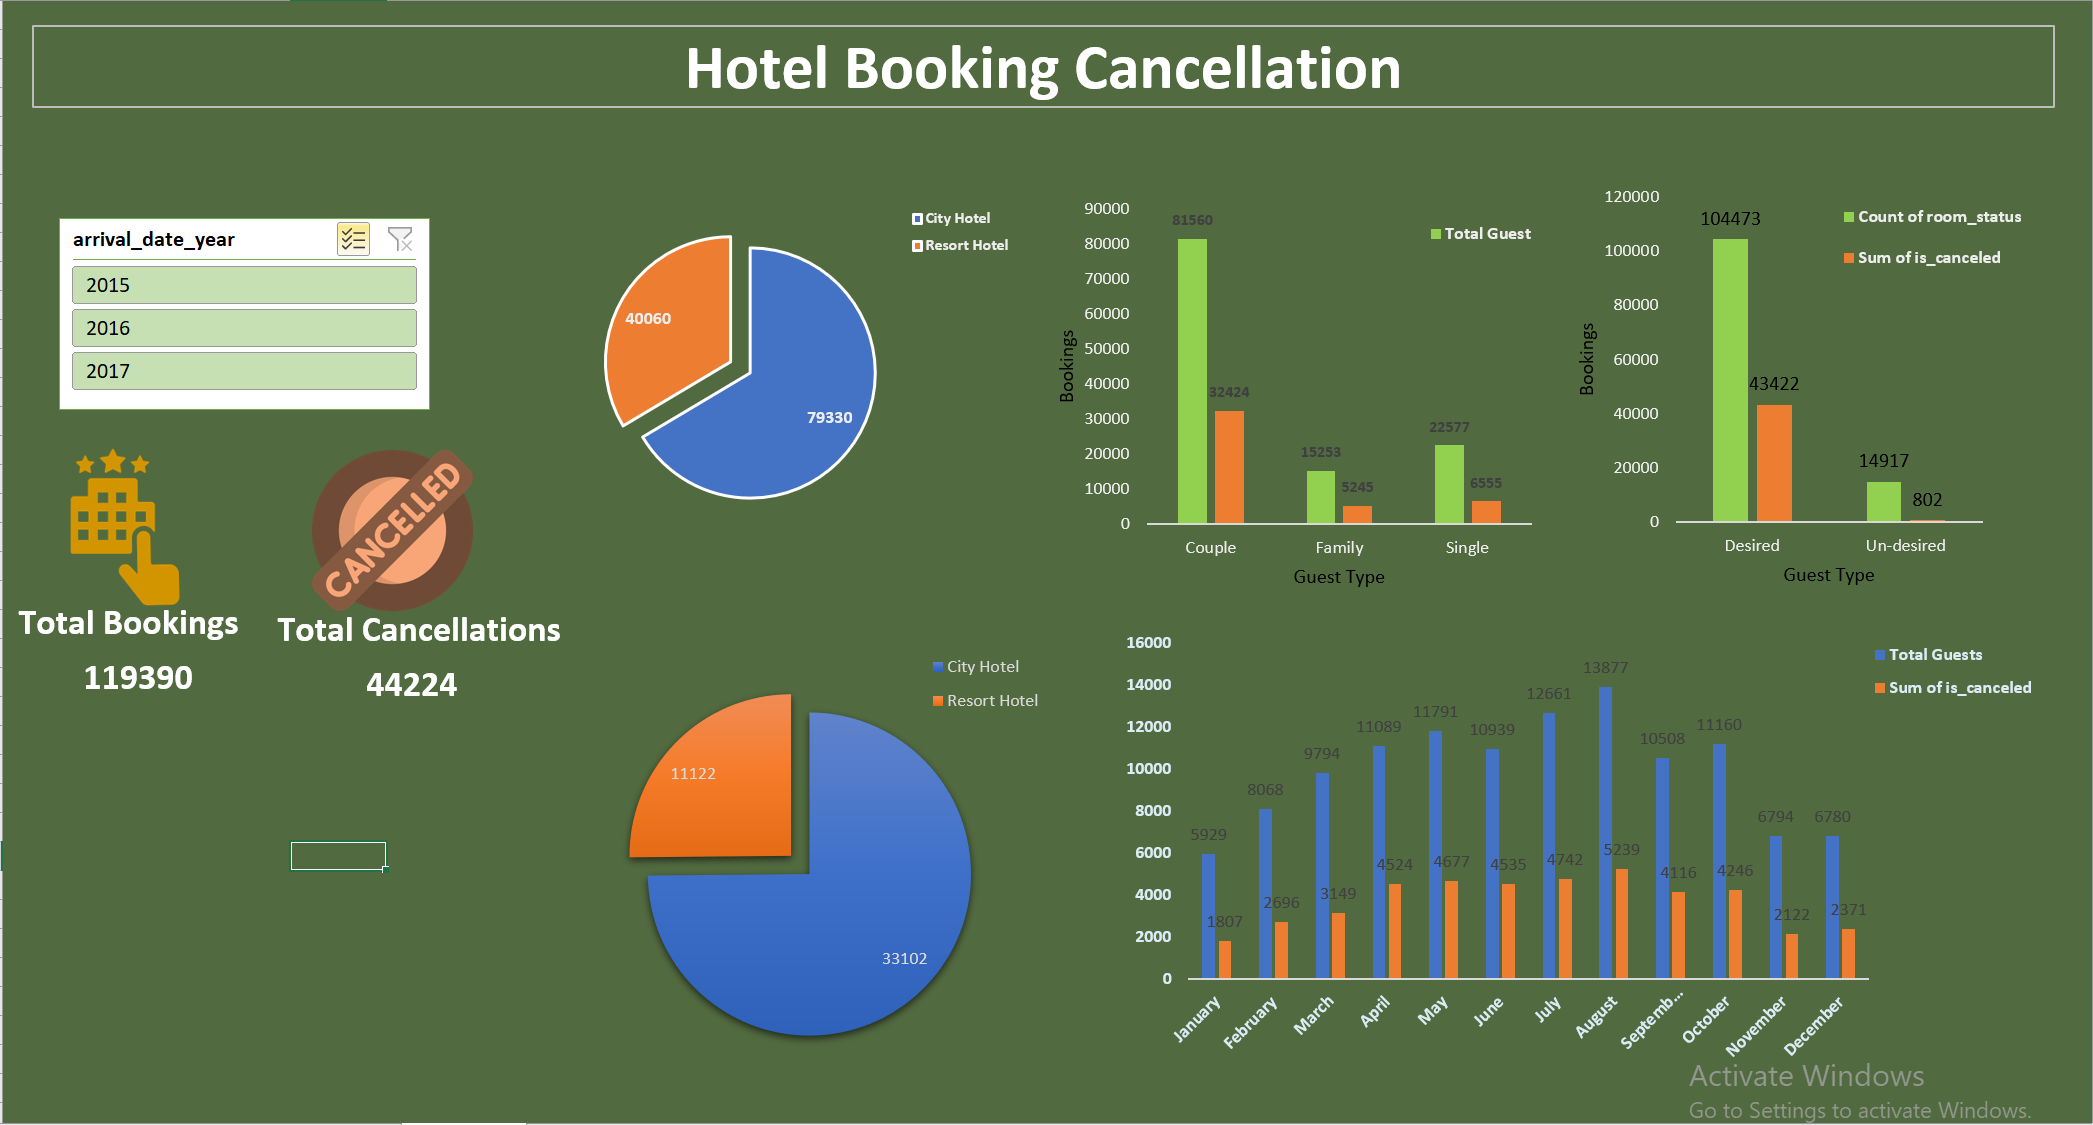 Hotel Booking Cancellation
arrival_date_year
2015
2016
2017
CANCELLED
Total Bookings
119390
Total Cancellations
44224
City Hotel
Resort Hotel
40060
79330
City Hotel
Resort Hotel
11122
33102
90000
80000
70000
60000
50000
40000
30000
20000
10000
0
Bookings
81560
32424
15253
5245
22577
6555
Total Guest
Couple Family Single
Guest Type
120000
100000
80000
60000
40000
20000
0
Bookings
104473
43422
14917
802
Count of room_status
Sum of is_canceled
Desired Un-desired
Guest Type
16000
14000
12000
10000
8000
6000
4000
2000
0
5929
1807
8068
2696
9794
3149
11089
4524
11791
4677
10939
4535
12661
4742
13877
5239
10508
4116
11160
4246
6794
2122
6780
2371
Total Guests
Sum of is_canceled
January
February
March
April
May
June
July
August
Septemb...
October
November
December
Activate Windows
Go to Settings to activate Windows.